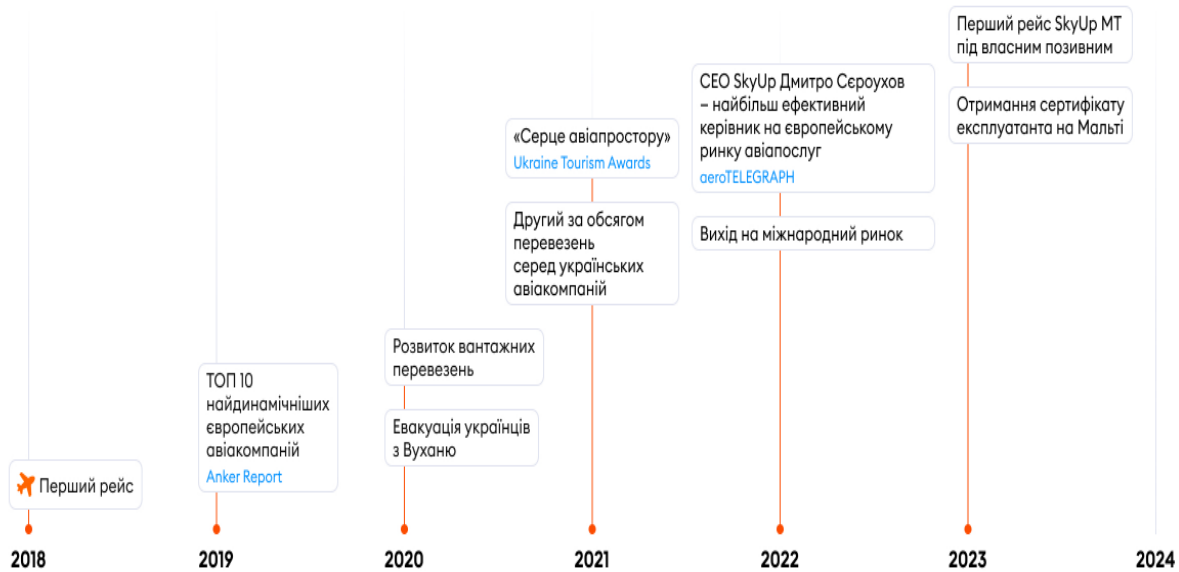 Перший рейс
ТОП 10
найдинамічніших
європейських
авіакомпаній
Anker Report
Розвиток вантажних
перевезень
Евакуація українців
з Вуханю
«Серце авіапростору»
Ukraine Tourism Awards
Другий за обсягом
перевезень
серед українських
авіакомпаній
CEO SkyUp Дмитро Сєроухов
– найбільш ефективний
керівник на європейському
ринку авіапослуг
aeroTELEGRAPH
Вихід на міжнародний ринок
Перший рейс SkyUp MT
під власним позивним
Отримання сертифікату
експлуатанта на Мальті
2018
2019
2020
2021
2022
2023
2024